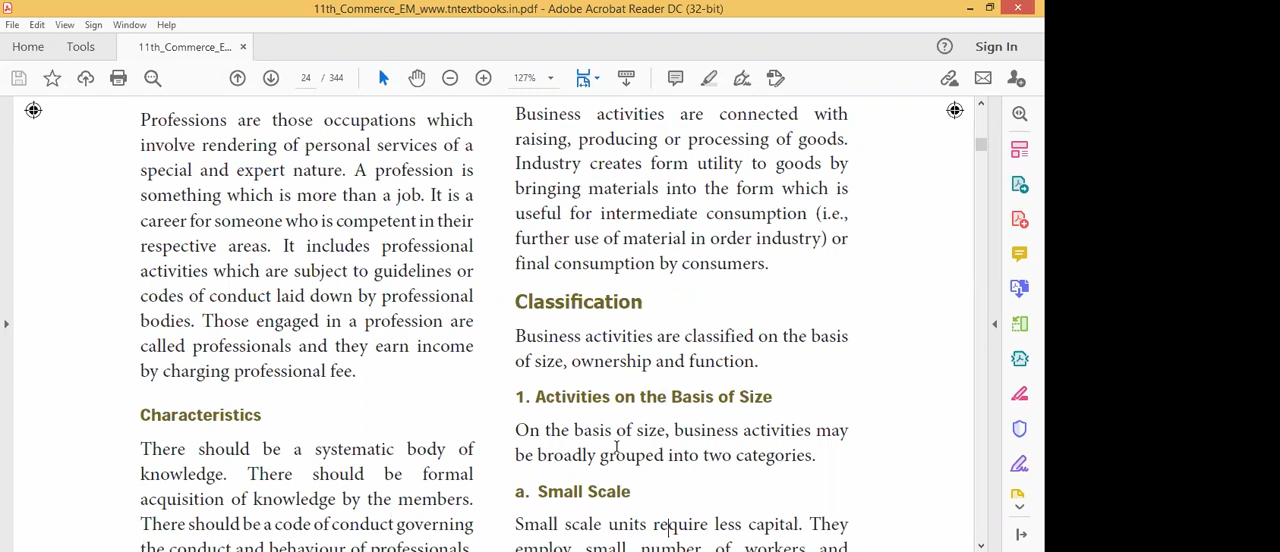 11th_Commerce_EM_www.tntextbooks.in.pdf - Adobe Acrobat Reader DC (32-bit)
File Edit View Sign Window Help
Home Tools 11th_Commerce_E... × Sign In
24 / 344 127%
Professions are those occupations which
involve rendering of personal services of a
special and expert nature. A profession is
something which is more than a job. It is a
career for someone who is competent in their
respective areas. It includes professional
activities which are subject to guidelines or
codes of conduct laid down by professional
bodies. Those engaged in a profession are
called professionals and they earn income
by charging professional fee.
Characteristics
There should be a systematic body of
knowledge. There should be formal
acquisition of knowledge by the members.
There should be a code of conduct governing
the conduct and behaviour of professionals.
Business activities are connected with
raising, producing or processing of goods.
Industry creates form utility to goods by
bringing materials into the form which is
useful for intermediate consumption (i.e.,
further use of material in order industry) or
final consumption by consumers.
Classification
Business activities are classified on the basis
of size, ownership and function.
1. Activities on the Basis of Size
On the basis of size, business activities may
be broadly grouped into two categories.
a. Small Scale
Small scale units require less capital. They
employ small number of workers and